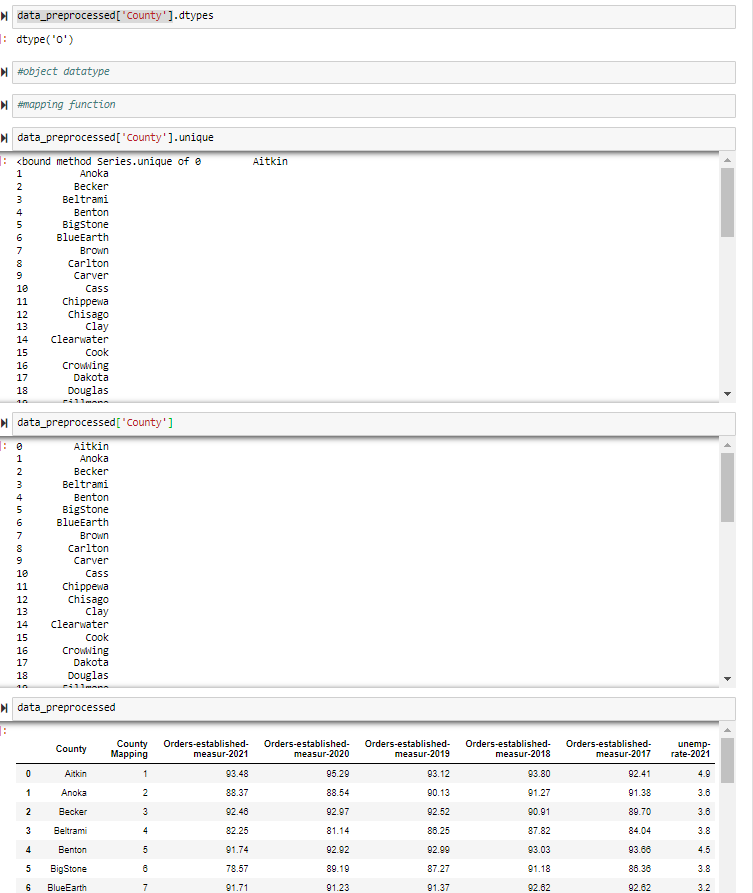 data_preprocessed['County'].dtypes
: dtype('O')
#object datatype
#mapping function
data_preprocessed['County'].unique
: <bound method Series.unique of 0 Aitkin
1 Anoka
2 Becker
3 Beltrami
4 Benton
5 BigStone
6 BlueEarth
7 Brown
8 Carlton
9 Carver
10 Cass
11 Chippewa
12 Chisago
13 Clay
14 Clearwater
15 Cook
16 CrowWing
17 Dakota
18 Douglas
data_preprocessed['County']
: 0 Aitkin
1 Anoka
2 Becker
3 Beltrami
4 Benton
5 BigStone
6 BlueEarth
7 Brown
8 Carlton
9 Carver
10 Cass
11 Chippewa
12 Chisago
13 Clay
14 Clearwater
15 Cook
16 CrowWing
17 Dakota
18 Douglas
data_preprocessed
:
County County Mapping Orders-established-measur-2021 Orders-established-measur-2020 Orders-established-measur-2019 Orders-established-measur-2018 Orders-established-measur-2017 unemp-rate-2021
0 Aitkin 1 93.48 95.29 93.12 93.80 92.41 4.9
1 Anoka 2 88.37 88.54 90.13 91.27 91.38 3.6
2 Becker 3 92.46 92.97 92.52 90.91 89.70 3.6
3 Beltrami 4 82.25 81.14 86.25 87.82 84.04 3.8
4 Benton 5 91.74 92.92 92.99 93.03 93.66 4.5
5 BigStone 6 78.57 89.19 87.27 91.18 86.36 3.8
6 BlueEarth 7 91.71 91.23 91.37 92.62 92.62 3.2